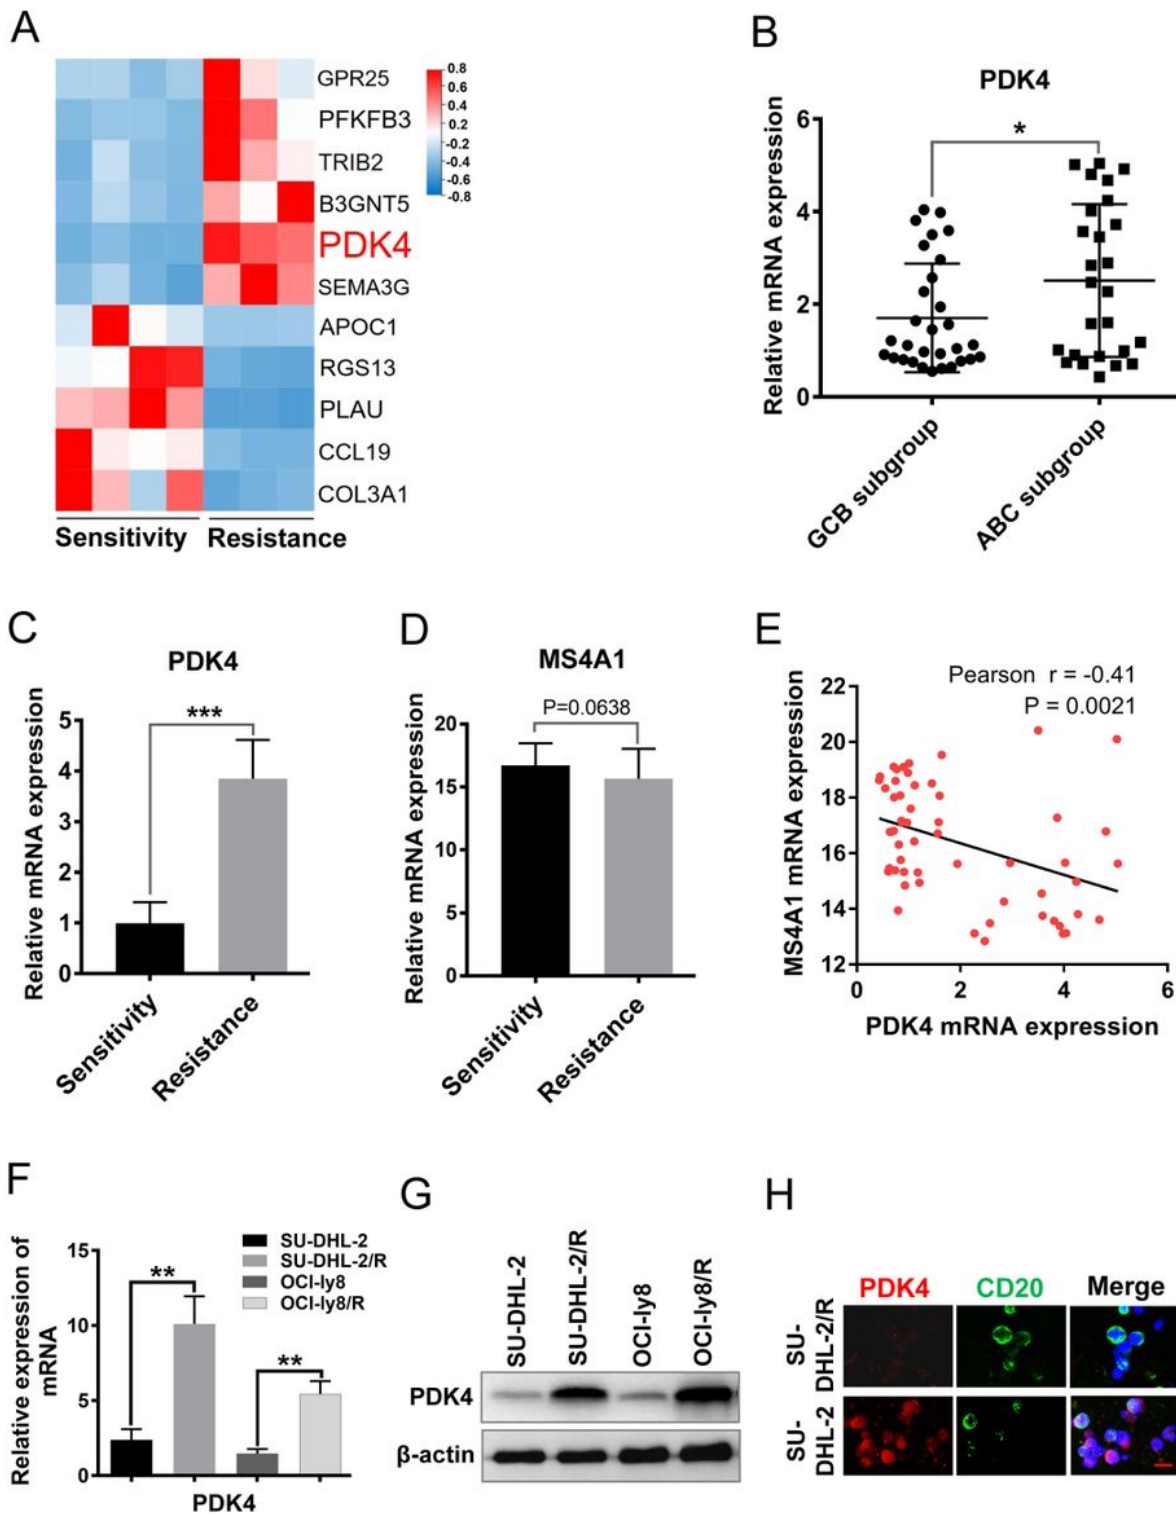 A
GPR25
PFKFB3
TRIB2
B3GNT5
PDK4
SEMA3G
APOC1
RGS13
PLAU
CCL19
COL3A1
0.8
0.6
0.4
0.2
-0.2
-0.4
-0.6
-0.8
Sensitivity Resistance
B
PDK4
Relative mRNA expression
6
4
2
0
*
GCB subgroup
ABC subgroup
C
PDK4
Relative mRNA expression
5
4
3
2
1
0
***
Sensitivity
Resistance
D
MS4A1
Relative mRNA expression
20
15
10
5
0
P=0.0638
Sensitivity
Resistance
E
Pearson r = -0.41
P = 0.0021
MS4A1 mRNA expression
22
20
18
16
14
12
0 2 4 6
PDK4 mRNA expression
F
Relative expression of
mRNA
15
10
5
0
**
**
SU-DHL-2
SU-DHL-2/R
OCI-ly8
OCI-ly8/R
PDK4
G
SU-DHL-2
SU-DHL-2/R
OCI-ly8
OCI-ly8/R
PDK4
β-actin
H
PDK4 CD20 Merge
SU-
DHL-2/R
SU-
DHL-2